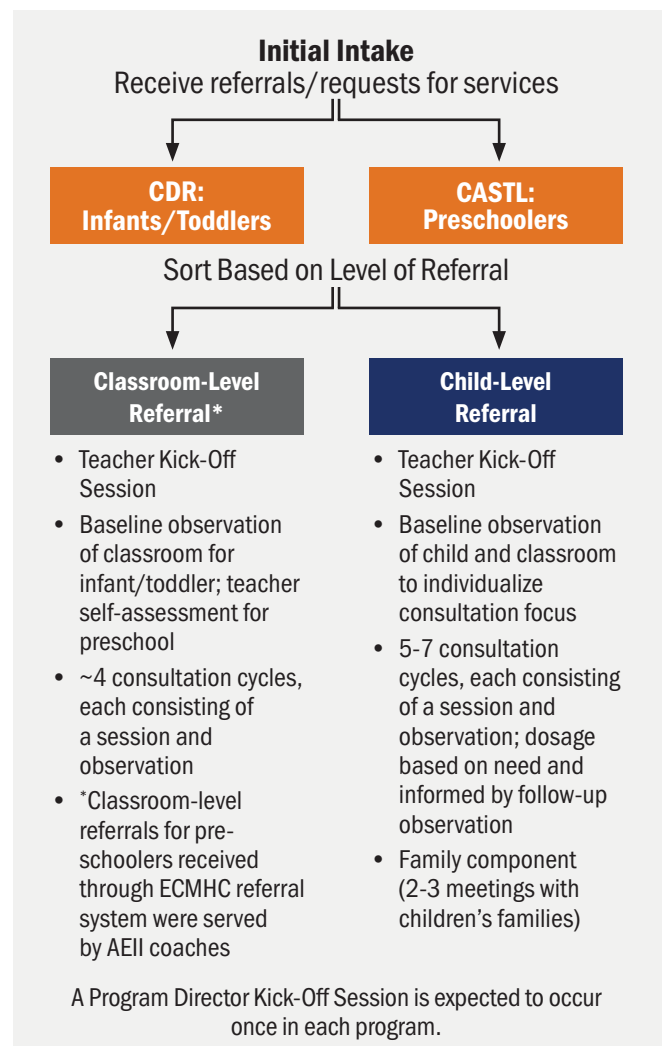 Initial Intake
Receive referrals/requests for services
CDR:
Infants/Toddlers
CASTL:
Preschoolers
Sort Based on Level of Referral
Classroom-Level
Referral*
• Teacher Kick-Off
Session
• Baseline observation
of classroom for
infant/toddler; teacher
self-assessment for
preschool
• ~4 consultation cycles,
each consisting of
a session and
observation
• *Classroom-level
referrals for pre-
schoolers received
through ECMHC referral
system were served
by AEII coaches
Child-Level
Referral
• Teacher Kick-Off
Session
• Baseline observation
of child and classroom
to individualize
consultation focus
• 5-7 consultation
cycles, each consisting
of a session and
observation; dosage
based on need and
informed by follow-up
observation
• Family component
(2-3 meetings with
children's families)
A Program Director Kick-Off Session is expected to occur
once in each program.